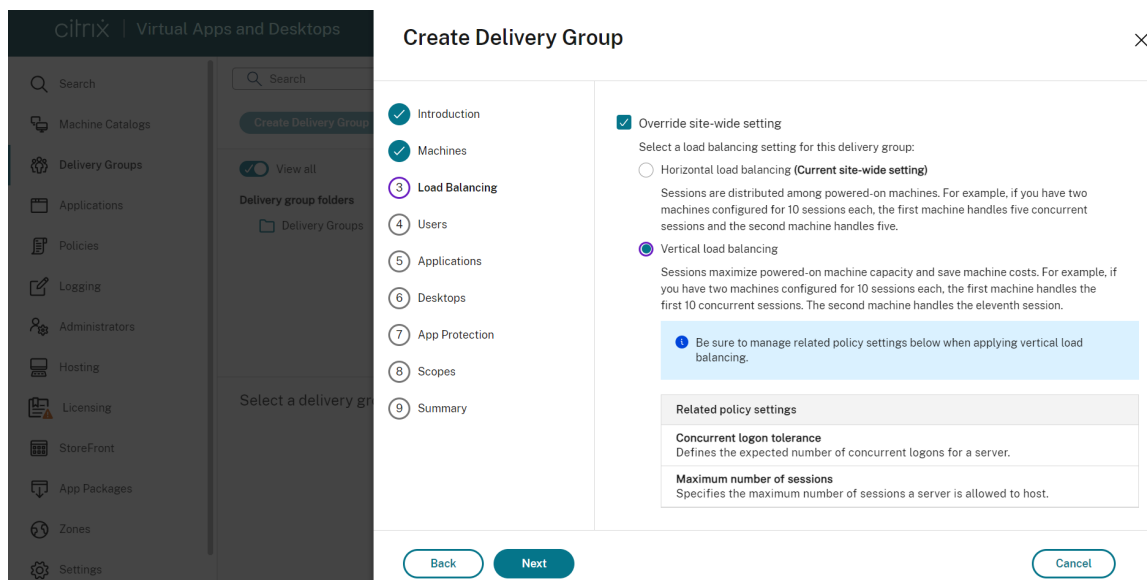 citrix | Virtual Apps and Desktops
Search
Machine Catalogs
Delivery Groups
Applications
Policies
Logging
Administrators
Hosting
Licensing
StoreFront
App Packages
Zones
Settings
Search
Create Delivery Group
View all
Delivery group folders
Delivery Groups
Select a delivery gr
Create Delivery Group
Introduction
Machines
3 Load Balancing
4 Users
5 Applications
6 Desktops
7 App Protection
8 Scopes
9 Summary
Override site-wide setting
Select a load balancing setting for this delivery group:
Horizontal load balancing (Current site-wide setting)
Sessions are distributed among powered-on machines. For example, if you have two
machines configured for 10 sessions each, the first machine handles five concurrent
sessions and the second machine handles five.
Vertical load balancing
Sessions maximize powered-on machine capacity and save machine costs. For example, if
you have two machines configured for 10 sessions each, the first machine handles the
first 10 concurrent sessions. The second machine handles the eleventh session.
Be sure to manage related policy settings below when applying vertical load
balancing.
Related policy settings
Concurrent logon tolerance
Defines the expected number of concurrent logons for a server.
Maximum number of sessions
Specifies the maximum number of sessions a server is allowed to host.
Back
Next
Cancel